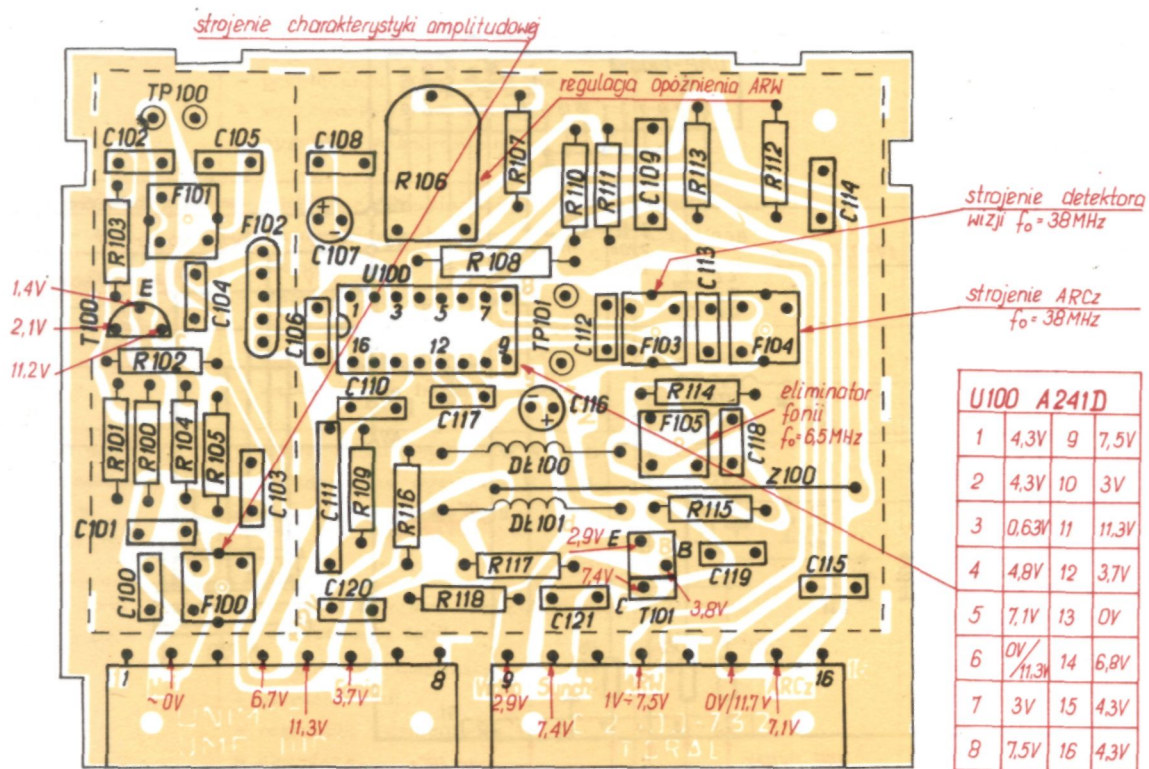 strojenie charakterystyki amplitudowej
regulacja opóźnienia ARW
TP100
C102
C105
C108
R106
R107
R110
R111
C109
R113
R112
C114
F101
R103
F102
C107
+
-
R108
C113
strojenie detektora
wizji f₀ = 38MHz
strojenie ARCz
f₀ = 38MHz
1,4V
E
2,1V
T100
11,2V
C104
U100
C106
1 3 5 7
16 12 9
TP101
C112
F103
F104
R102
R101
R100
R104
R105
C103
C110
C117
-
+
C116
R114
F105
C118
eliminator
fonii
f₀ = 6,5MHz
C111
R109
R116
DŁ100
Z100
DŁ101
R115
C101
C100
F100
C120
R117
R118
2,9V
E
B
7,4V
C
T101
3,8V
C121
C119
C115
1
8
9
16
ARW
ARCz
~0V
6,7V
11,3V
3,7V
2,9V
7,4V
1V÷7,5V
0V/11,7V
7,1V
TORAL
U100 A241D
1 4,3V 9 7,5V
2 4,3V 10 3V
3 0,63V 11 11,3V
4 4,8V 12 3,7V
5 7,1V 13 0V
6 0V/11,3V 14 6,8V
7 3V 15 4,3V
8 7,5V 16 4,3V